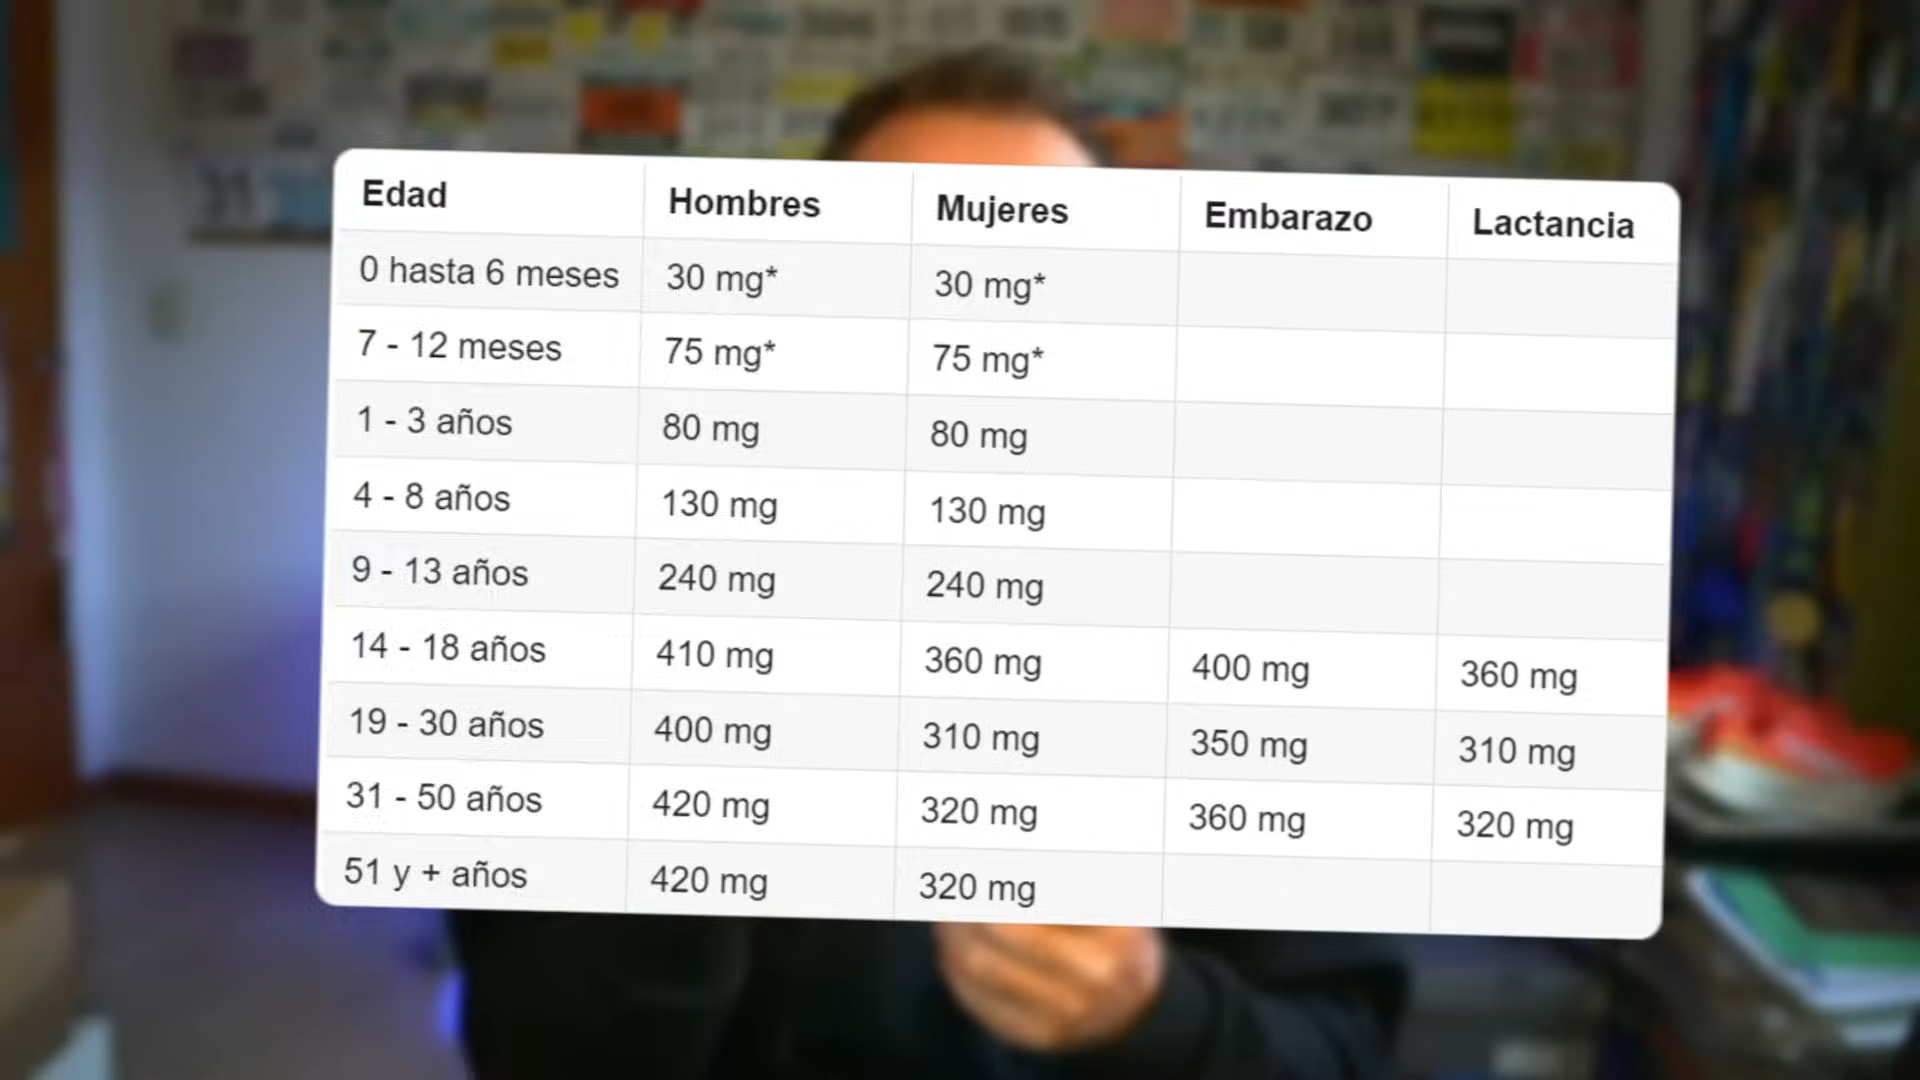 Edad Hombres Mujeres Embarazo Lactancia
0 hasta 6 meses 30 mg* 30 mg*
7 - 12 meses 75 mg* 75 mg*
1 - 3 años 80 mg 80 mg
4 - 8 años 130 mg 130 mg
9 - 13 años 240 mg 240 mg
14 - 18 años 410 mg 360 mg 400 mg 360 mg
19 - 30 años 400 mg 310 mg 350 mg 310 mg
31 - 50 años 420 mg 320 mg 360 mg 320 mg
51 y + años 420 mg 320 mg